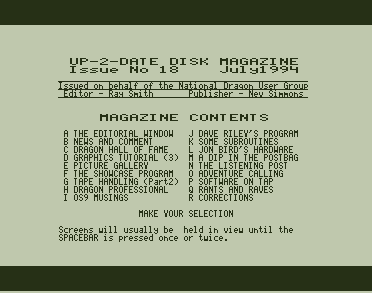 UP-2-DATE DISK MAGAZINE
Issue No 18 July1994
Issued on behalf of the National Dragon User Group
Editor - Ray Smith Publisher - Nev Simmons
MAGAZINE CONTENTS
A THE EDITORIAL WINDOW J DAVE RILEY'S PROGRAM
B NEWS AND COMMENT K SOME SUBROUTINES
C DRAGON HALL OF FAME L JON BIRD'S HARDWARE
D GRAPHICS TUTORIAL (3) M A DIP IN THE POSTBAG
E PICTURE GALLERY N THE LISTENING POST
F THE SHOWCASE PROGRAM O ADVENTURE CALLING
G TAPE HANDLING (Part2) P SOFTWARE ON TAP
H DRAGON PROFESSIONAL Q RANTS AND RAVES
I OS9 MUSINGS R CORRECTIONS
MAKE YOUR SELECTION
Screens will usually be held in view until the
SPACEBAR is pressed once or twice.